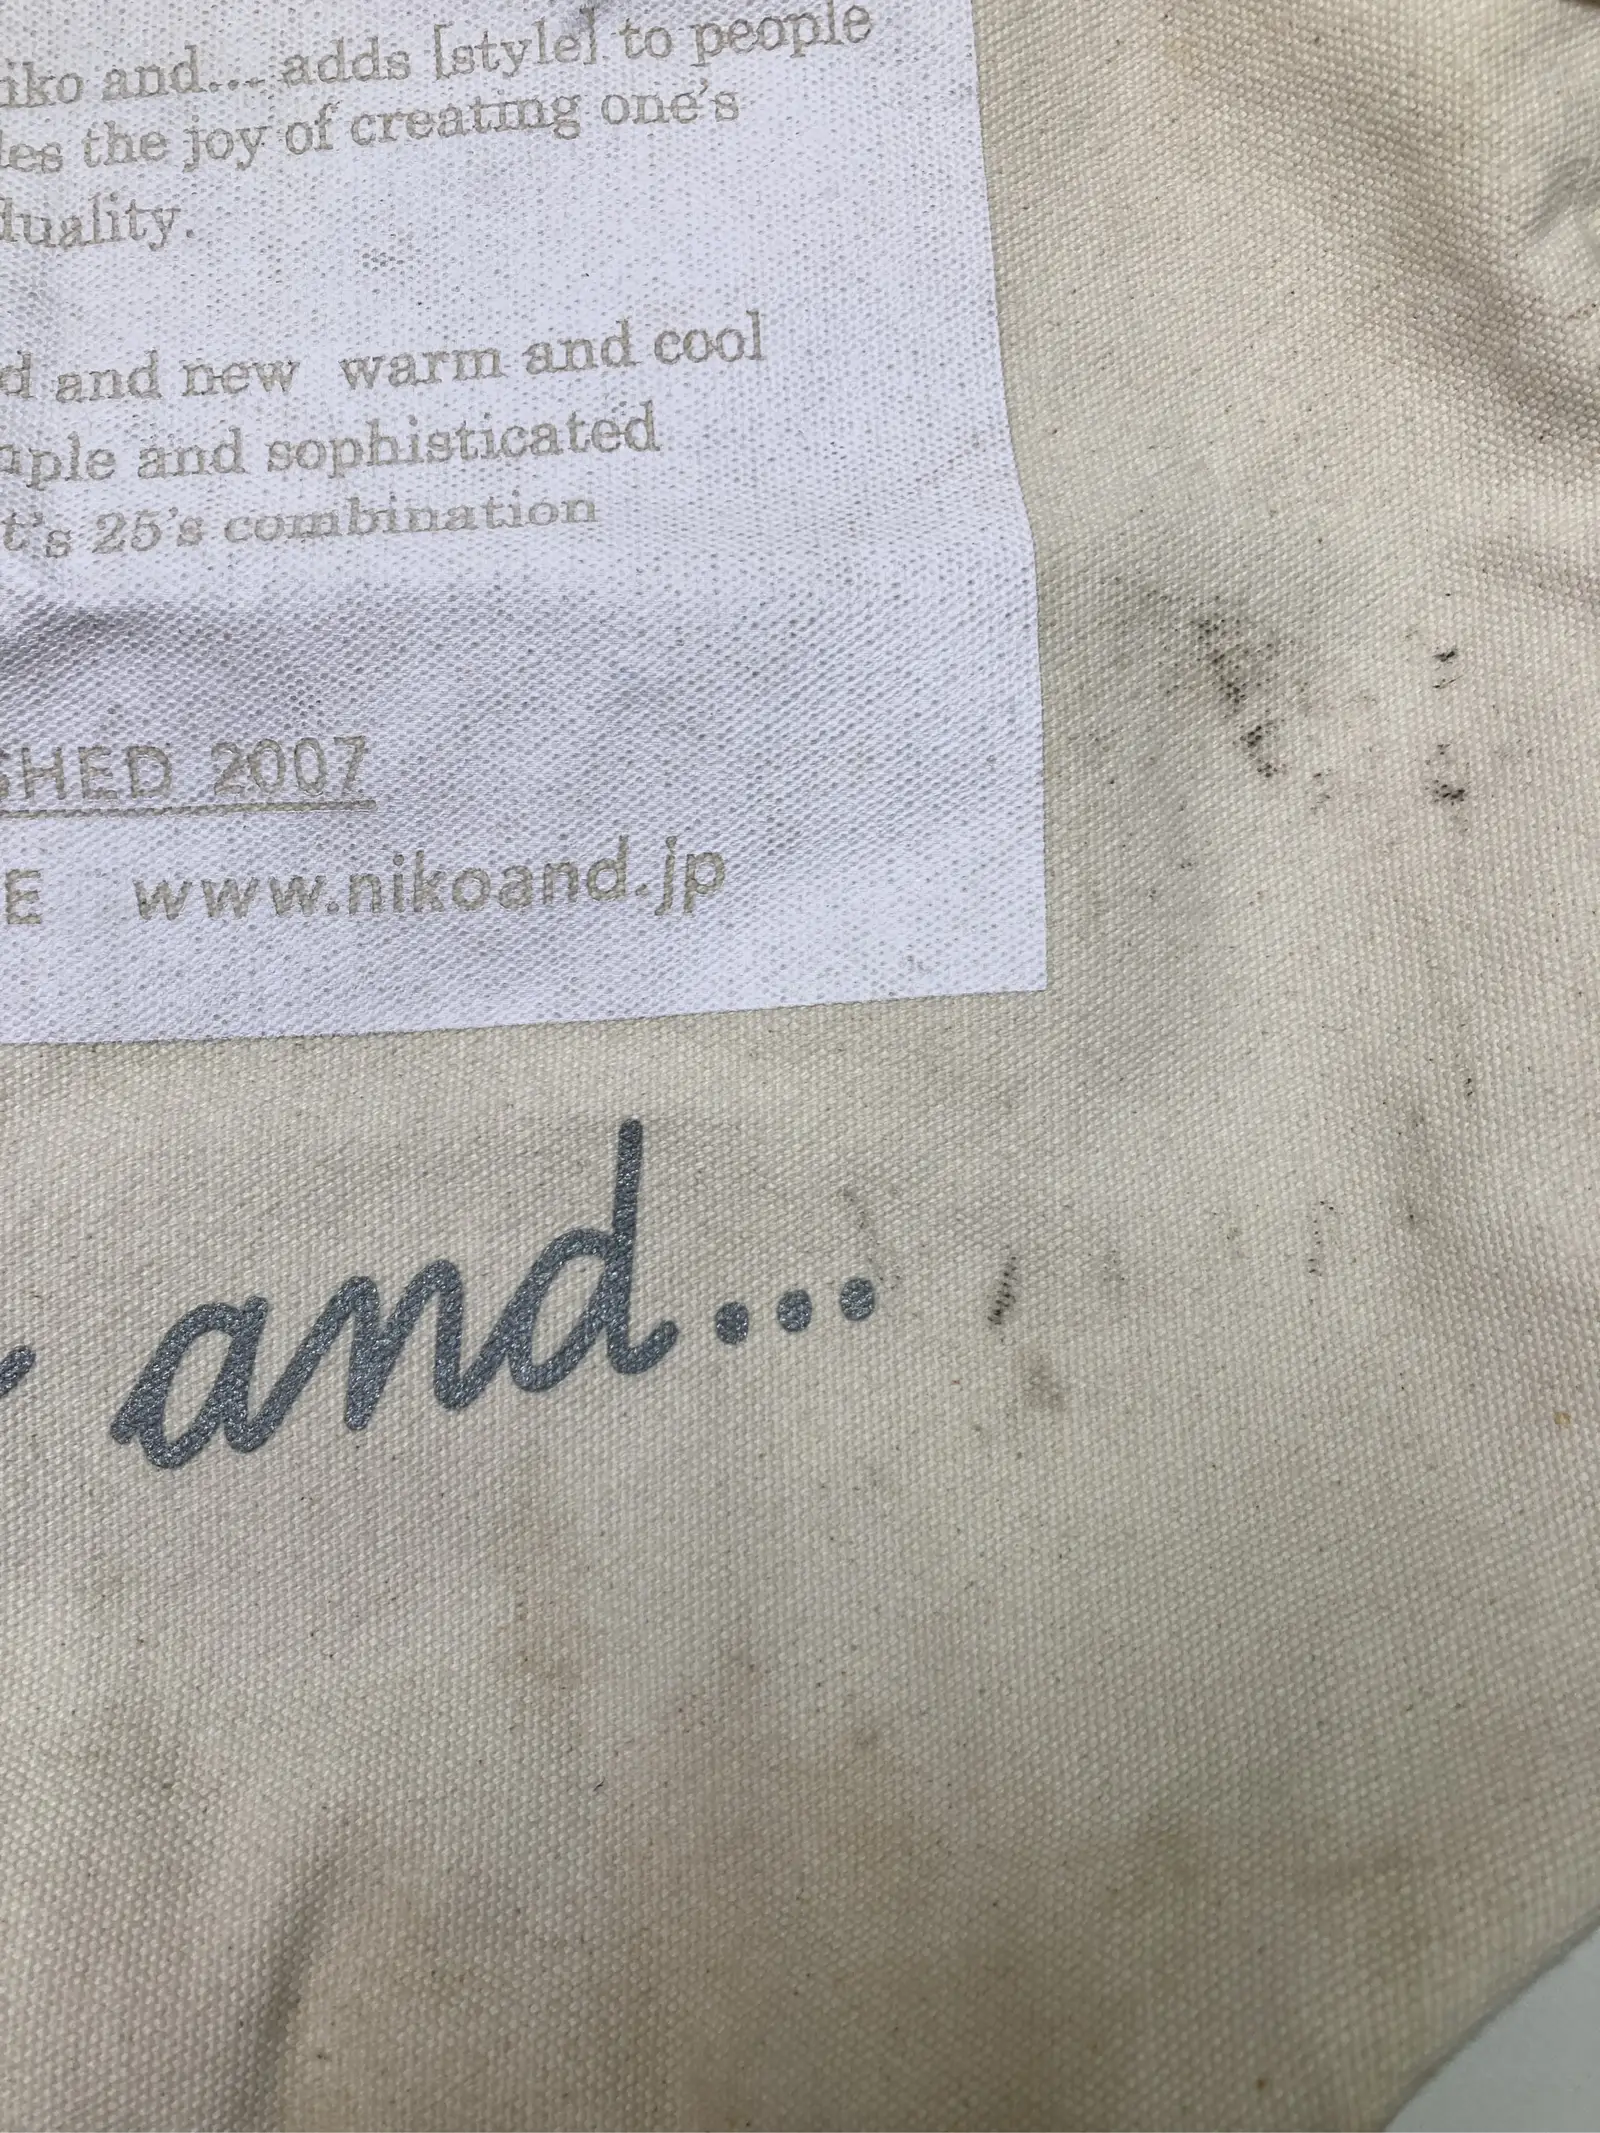 iko and... adds [style] to people
les the joy of creating one's
duality.
d and new warm and cool
ple and sophisticated
t's 25's combination
SHED 2007
E www.nikoand.jp
and...